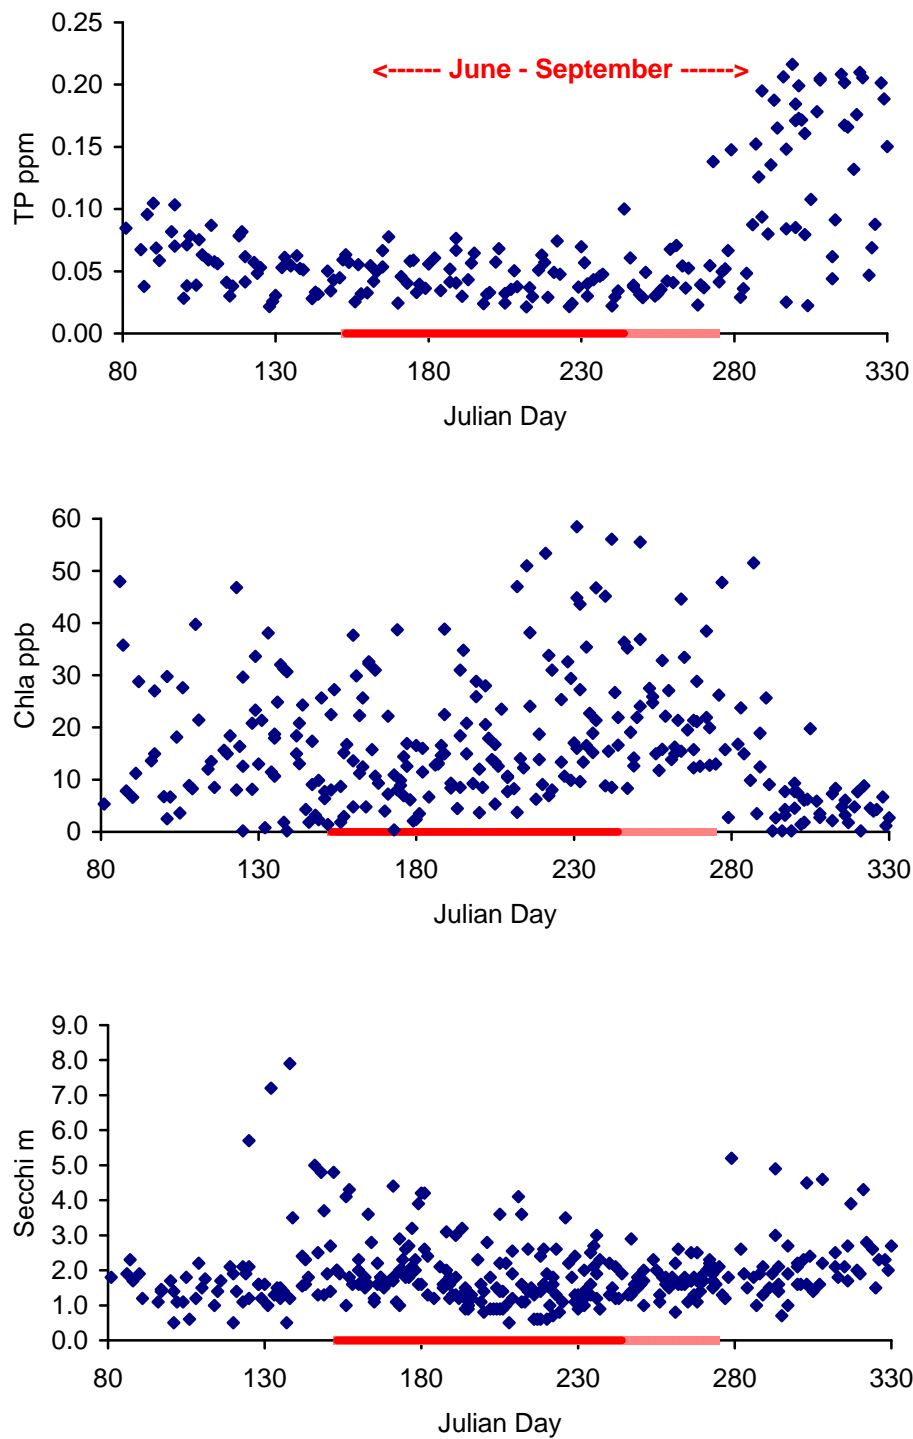 0.25
<------ June - September ------>
0.20
0.15
TP ppm
0.10
0.05
0.00
80 130 180 230 280 330
Julian Day
60
50
40
Chla ppb
30
20
10
0
80 130 180 230 280 330
Julian Day
9.0
8.0
7.0
6.0
5.0
Secchi m
4.0
3.0
2.0
1.0
0.0
80 130 180 230 280 330
Julian Day